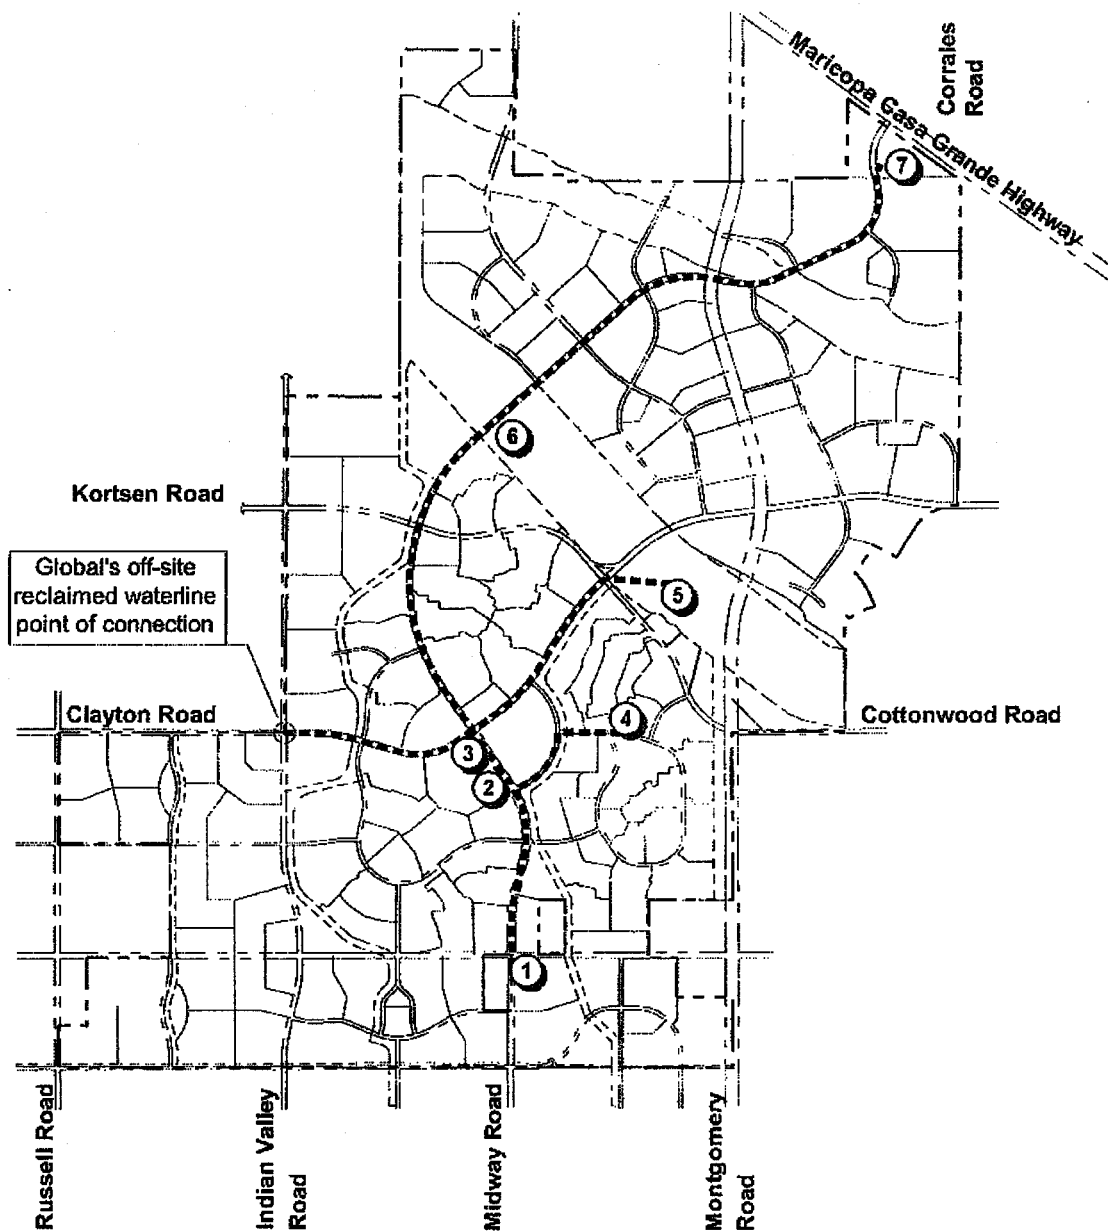 Corrales
Road
Maricopa Casa Grande Highway
7
6
Kortsen Road
Global's off-site
reclaimed waterline
point of connection
5
Clayton Road
4
Cottonwood Road
3
2
1
Russell Road
Indian Valley
Road
Midway Road
Montgomery
Road